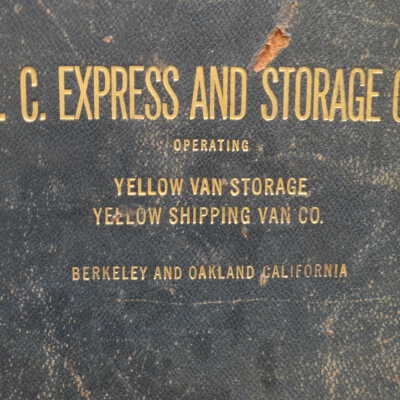 . C. EXPRESS AND STORAGE C
OPERATING
YELLOW VAN STORAGE
YELLOW SHIPPING VAN CO.
BERKELEY AND OAKLAND CALIFORNIA